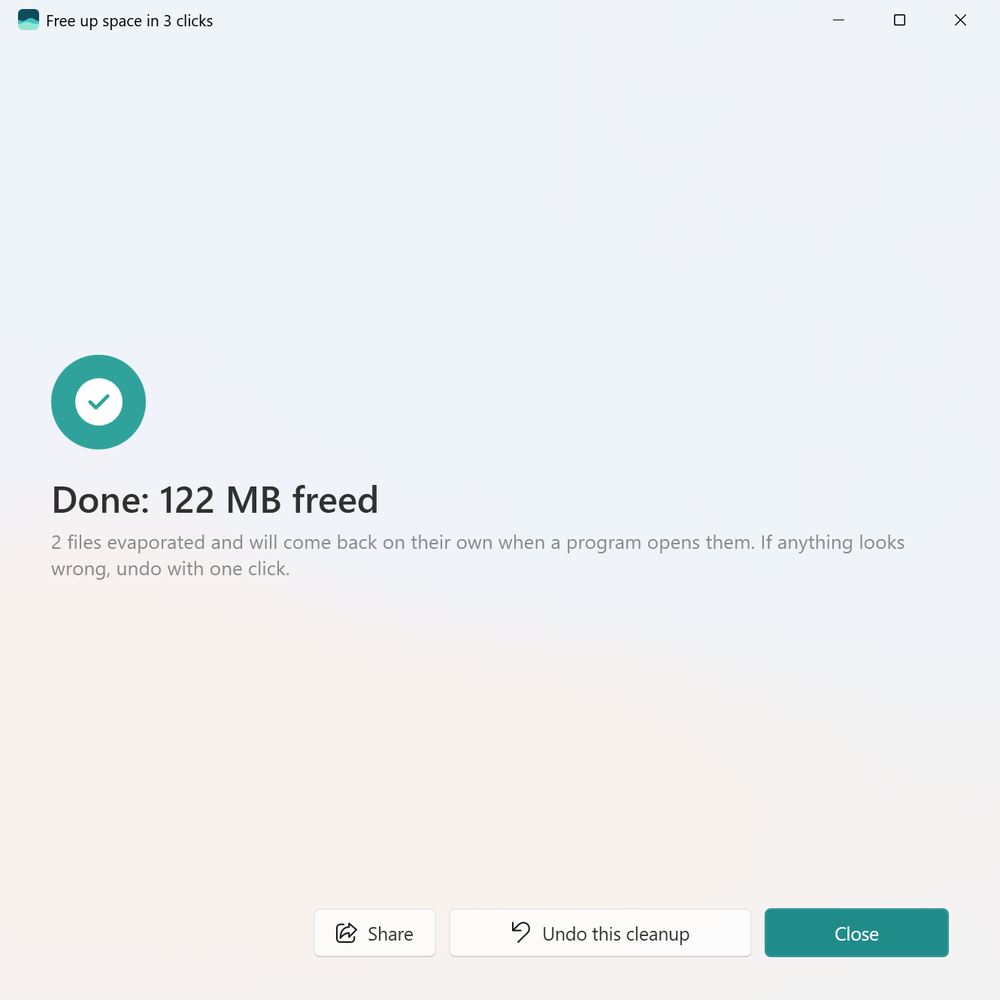 Free up space in 3 clicks
Done: 122 MB freed
2 files evaporated and will come back on their own when a program opens them. If anything looks
wrong, undo with one click.
Share
Undo this cleanup
Close